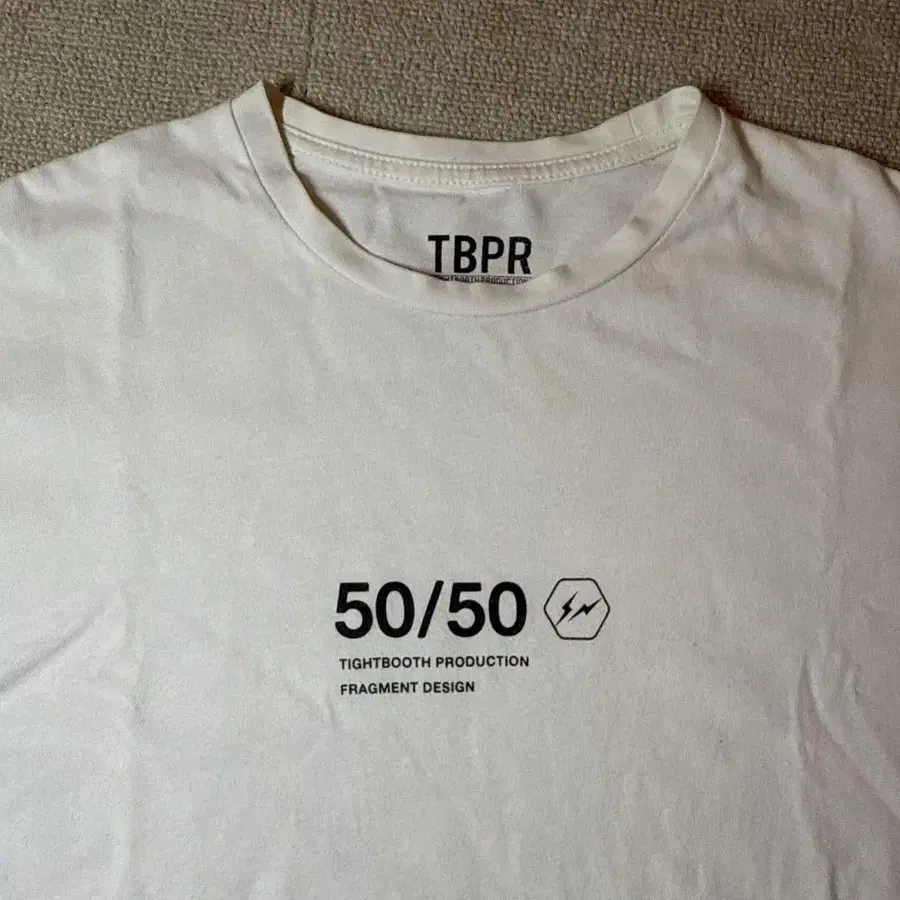 TBPR
50/50
TIGHTBOOTH PRODUCTION
FRAGMENT DESIGN